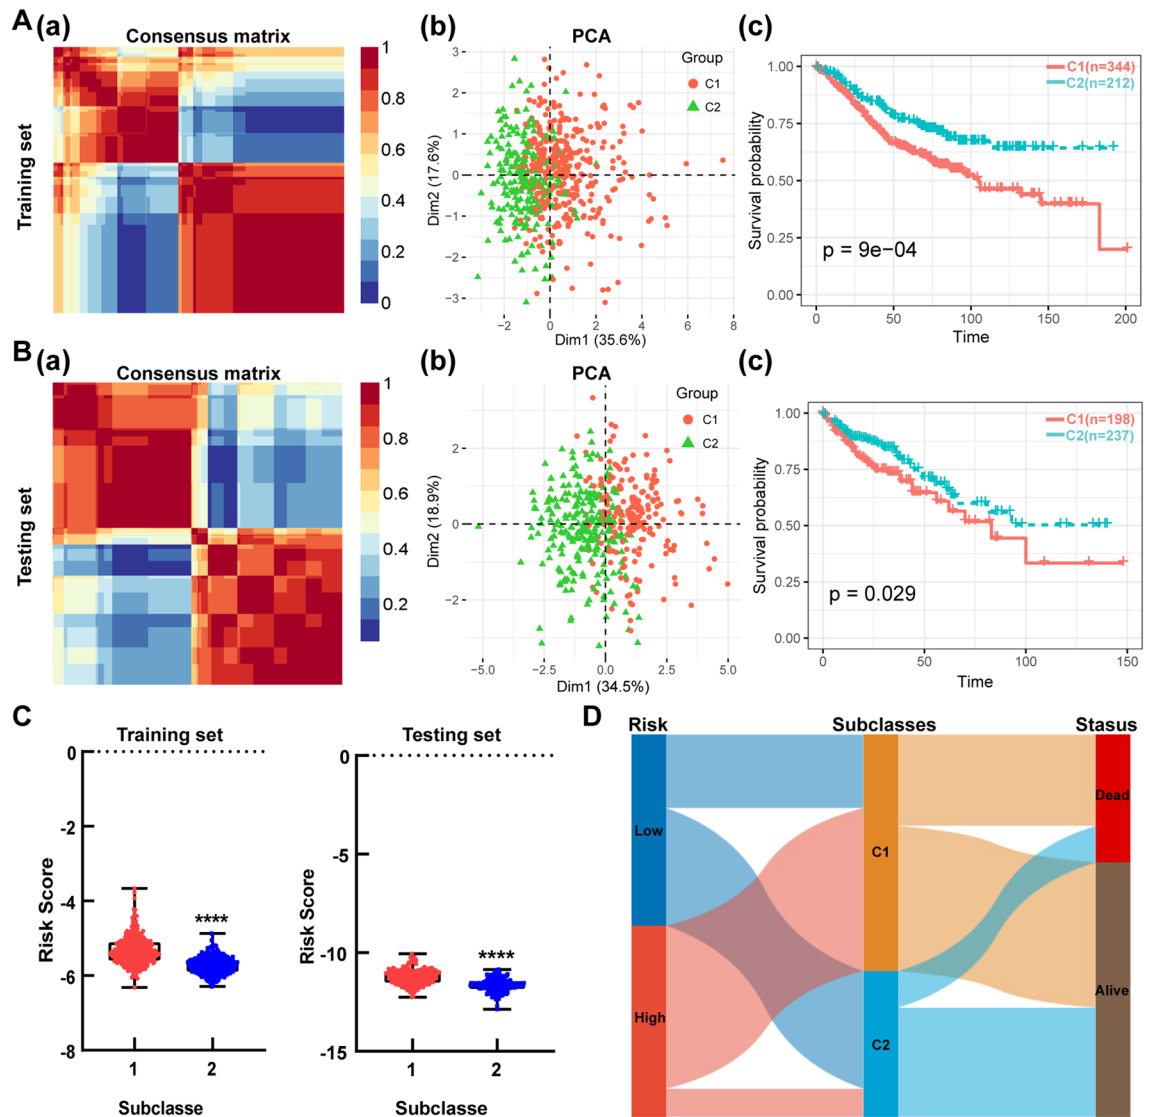 A (a)
Consensus matrix
Training set
1
0.8
0.6
0.4
0.2
0
(b)
PCA
Group
C1
C2
Dim2 (17.6%)
3
2
1
0
−1
−2
−3
−2
0
2
4
6
8
Dim1 (35.6%)
(c)
Survival probability
1.00
0.75
0.50
0.25
0.00
C1(n=344)
C2(n=212)
p = 9e−04
0
50
100
150
200
Time
B (a)
Consensus matrix
Testing set
1
0.8
0.6
0.4
0.2
(b)
PCA
Group
C1
C2
Dim2 (18.9%)
2
0
−2
−5.0
−2.5
0.0
2.5
5.0
Dim1 (34.5%)
(c)
Survival probability
1.00
0.75
0.50
0.25
0.00
C1(n=198)
C2(n=237)
p = 0.029
0
50
100
150
Time
C
Training set
Risk Score
0
-2
-4
-6
-8
****
1
2
Subclasse
Testing set
Risk Score
0
-5
-10
-15
****
1
2
Subclasse
D
Risk
Subclasses
Stasus
Low
High
C1
C2
Dead
Alive